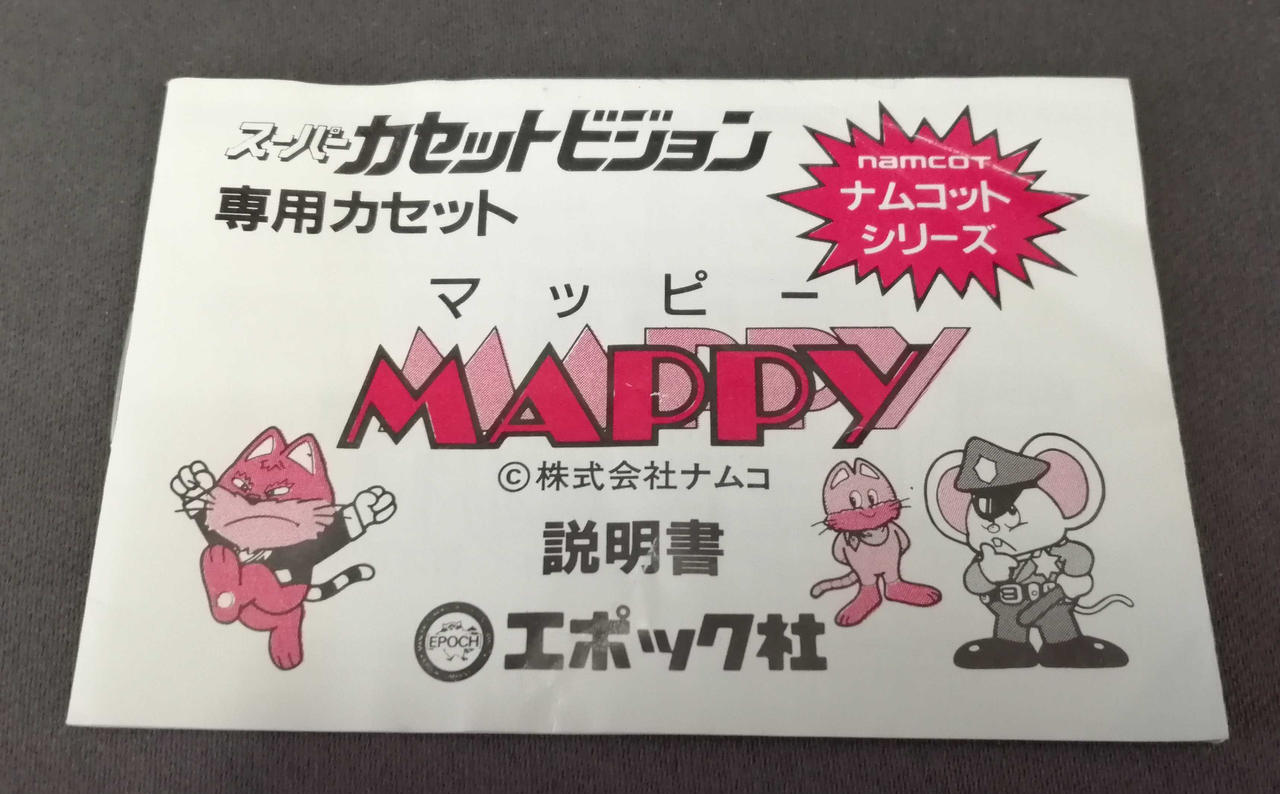 スーパーカセットビジョン
専用カセット
namcot
ナムコット
シリーズ
マッピー
MAPPY
©株式会社ナムコ
説明書
EPOCH
エポック社